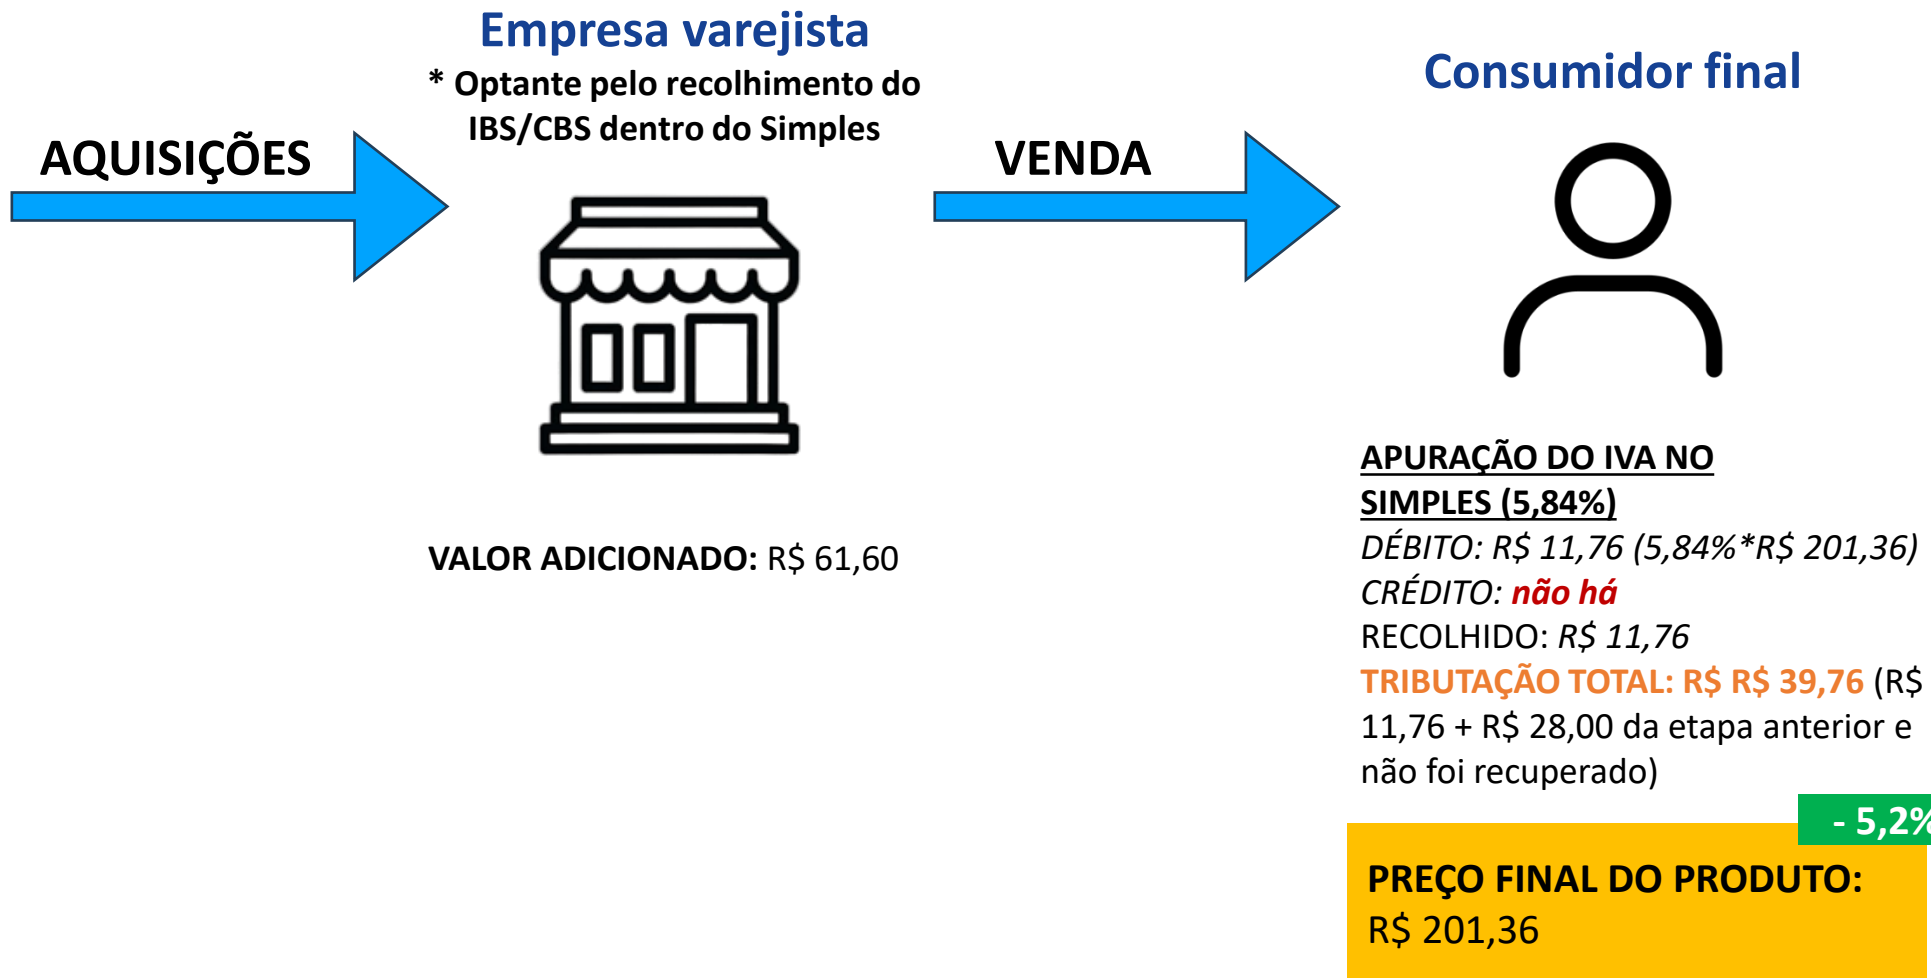 Empresa varejista
* Optante pelo recolhimento do
IBS/CBS dentro do Simples
Consumidor final
AQUISIÇÕES
VENDA
VALOR ADICIONADO: R$ 61,60
APURAÇÃO DO IVA NO
SIMPLES (5,84%)
DÉBITO: R$ 11,76 (5,84%*R$ 201,36)
CRÉDITO: não há
RECOLHIDO: R$ 11,76
TRIBUTAÇÃO TOTAL: R$ R$ 39,76 (R$
11,76 + R$ 28,00 da etapa anterior e
não foi recuperado)
- 5,2%
PREÇO FINAL DO PRODUTO:
R$ 201,36